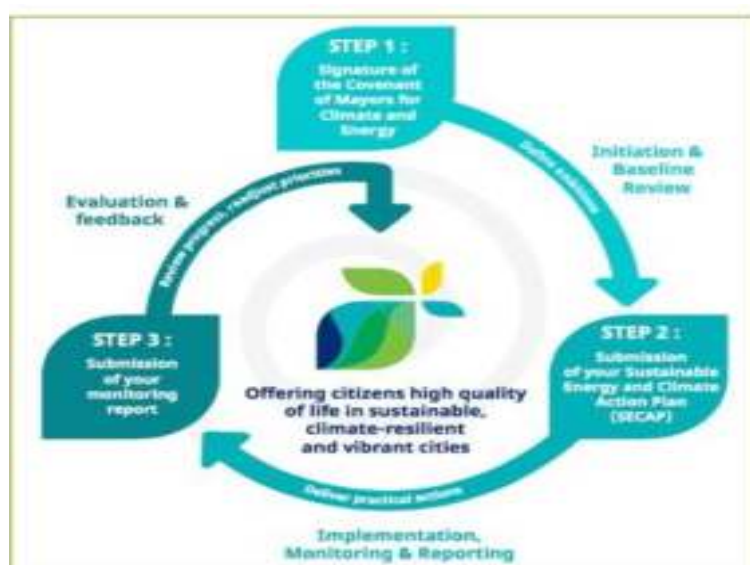 STEP 1 :
Signature of
the Covenant
of Mayors for
Climate and
Energy
Define ambitions
Initiation &
Baseline
Review
STEP 2 :
Submission
of your Sustainable
Energy and Climate
Action Plan
(SECAP)
Deliver practical actions
Implementation,
Monitoring & Reporting
STEP 3 :
Submission
of your
monitoring
report
Review progress, readjust priorities
Evaluation &
feedback
Offering citizens high quality
of life in sustainable,
climate-resilient
and vibrant cities